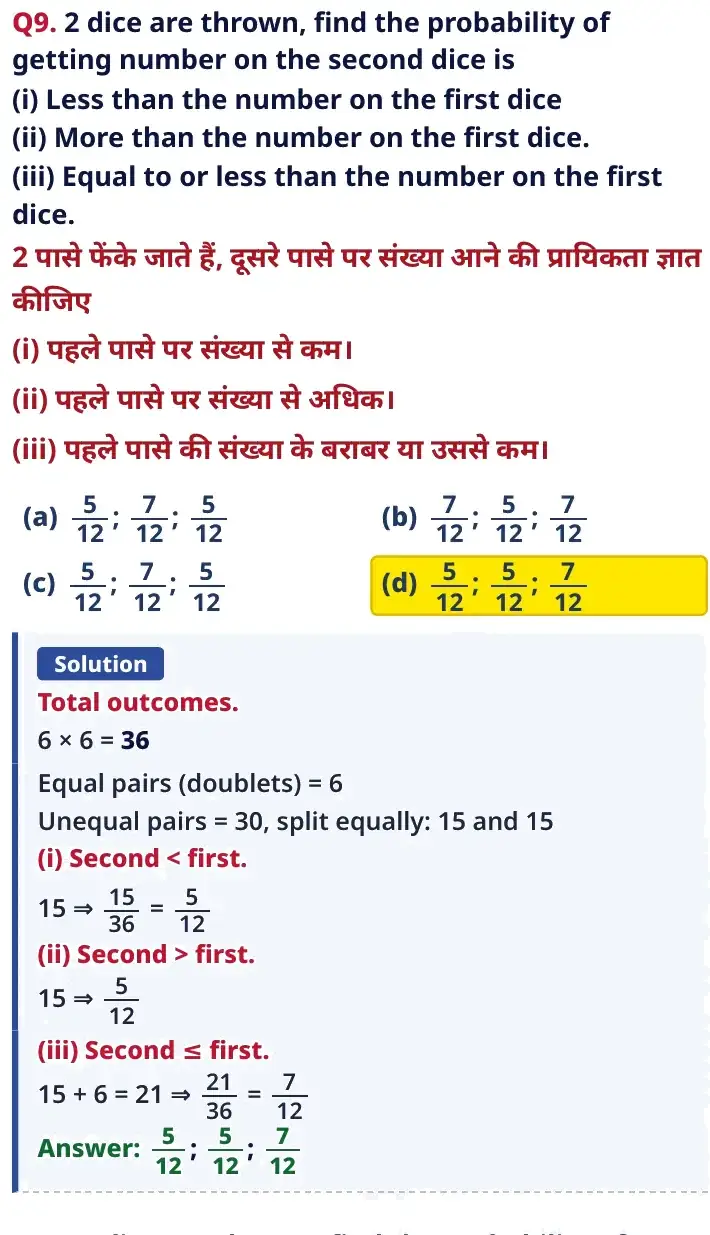 Q9. 2 dice are thrown, find the probability of
getting number on the second dice is
(i) Less than the number on the first dice
(ii) More than the number on the first dice.
(iii) Equal to or less than the number on the first
dice.
2 पासे फेंके जाते हैं, दूसरे पासे पर संख्या आने की प्रायिकता ज्ञात
कीजिए
(i) पहले पासे पर संख्या से कम।
(ii) पहले पासे पर संख्या से अधिक।
(iii) पहले पासे की संख्या के बराबर या उससे कम।
(a) 5/12; 7/12; 5/12 (b) 7/12; 5/12; 7/12
(c) 5/12; 7/12; 5/12 (d) 5/12; 5/12; 7/12
Solution
Total outcomes.
6 × 6 = 36
Equal pairs (doublets) = 6
Unequal pairs = 30, split equally: 15 and 15
(i) Second < first.
15 ⇒ 15/36 = 5/12
(ii) Second > first.
15 ⇒ 5/12
(iii) Second ≤ first.
15 + 6 = 21 ⇒ 21/36 = 7/12
Answer: 5/12; 5/12; 7/12